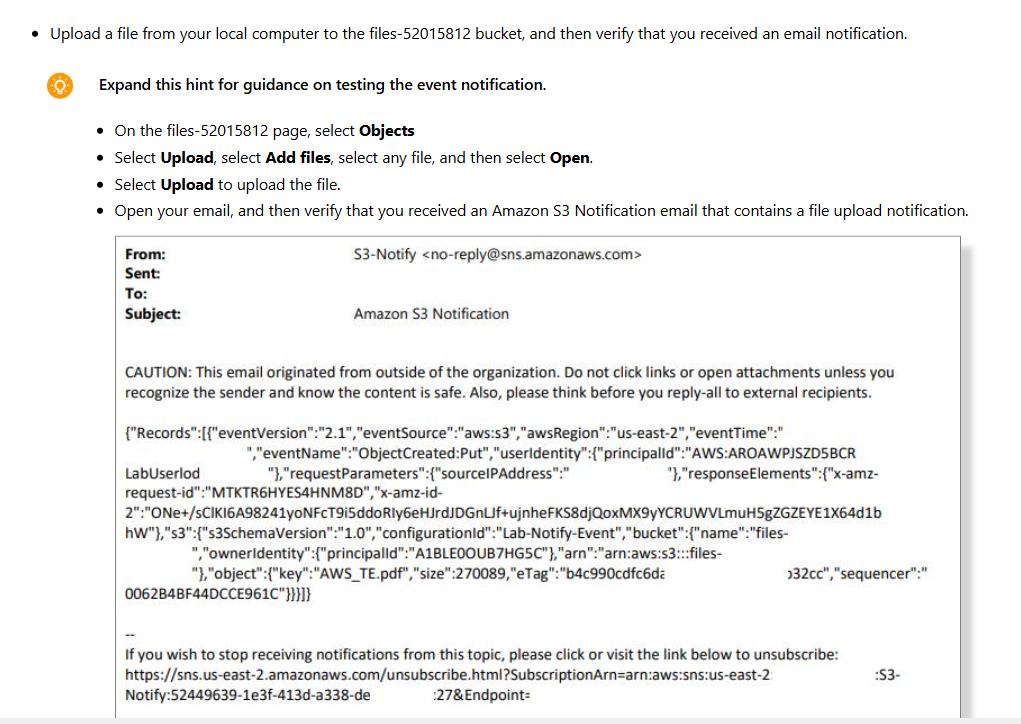 Upload a file from your local computer to the files-52015812 bucket, and then verify that you received an email notification.
Expand this hint for guidance on testing the event notification.
On the files-52015812 page, select Objects
Select Upload, select Add files, select any file, and then select Open.
Select Upload to upload the file.
Open your email, and then verify that you received an Amazon S3 Notification email that contains a file upload notification.
From: S3-Notify <no-reply@sns.amazonaws.com>
Sent:
To:
Subject: Amazon S3 Notification
CAUTION: This email originated from outside of the organization. Do not click links or open attachments unless you
recognize the sender and know the content is safe. Also, please think before you reply-all to external recipients.
{"Records":[{"eventVersion":"2.1","eventSource":"aws:s3","awsRegion":"us-east-2","eventTime":"
","eventName":"ObjectCreated:Put","userIdentity":{"principalId":"AWS:AROAWPJSZD5BCR
LabUserIod "},"requestParameters":{"sourceIPAddress":" "},"responseElements":{"x-amz-
request-id":"MTKTR6HYES4HNM8D","x-amz-id-
2":"ONe+/sClKI6A98241yoNFcT9i5ddoRIy6eHJrdJDGnLJf+ujnheFKS8djQoxMX9yYCRUWVLmuH5gZGZEYE1X64d1b
hW"},"s3":{"s3SchemaVersion":"1.0","configurationId":"Lab-Notify-Event","bucket":{"name":"files-
","ownerIdentity":{"principalId":"A1BLE0OUB7HG5C"},"arn":"arn:aws:s3:::files-
"},"object":{"key":"AWS_TE.pdf","size":270089,"eTag":"b4c990cdfc6da 032cc","sequencer":"
0062B4BF44DCCE961C"}}}]}
--
If you wish to stop receiving notifications from this topic, please click or visit the link below to unsubscribe:
https://sns.us-east-2.amazonaws.com/unsubscribe.html?SubscriptionArn=arn:aws:sns:us-east-2 :S3-
Notify:52449639-1e3f-413d-a338-de :27&Endpoint=